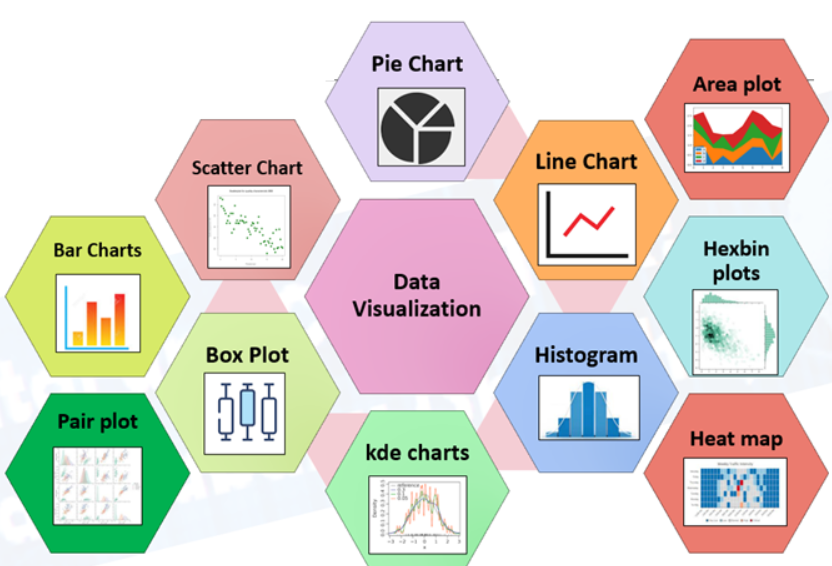 Pie Chart
Area plot
Scatter Chart
Line Chart
Bar Charts
Data
Visualization
Hexbin
plots
Box Plot
Histogram
Pair plot
kde charts
Heat map
Density